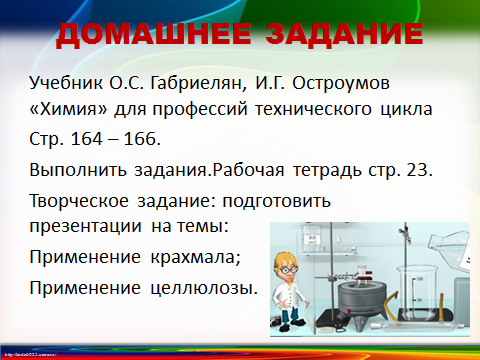 ДОМАШНЕЕ ЗАДАНИЕ
Учебник О.С. Габриелян, И.Г. Остроумов
«Химия» для профессий технического цикла
Стр. 164 – 166.
Выполнить задания.Рабочая тетрадь стр. 23.
Творческое задание: подготовить
презентации на темы:
Применение крахмала;
Применение целлюлозы.